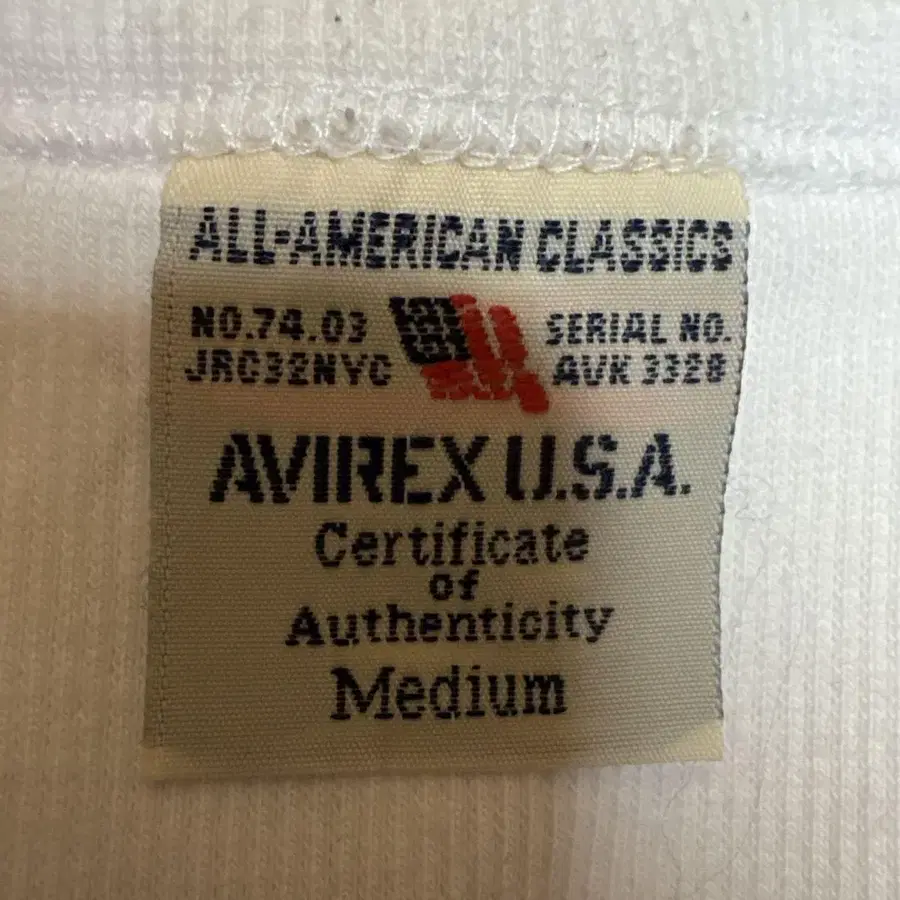 ALL-AMERICAN CLASSICS
NO.74.03
JRC32NYC
SERIAL NO.
AVK 3328
AVIREX U.S.A.
Certificate
of
Authenticity
Medium